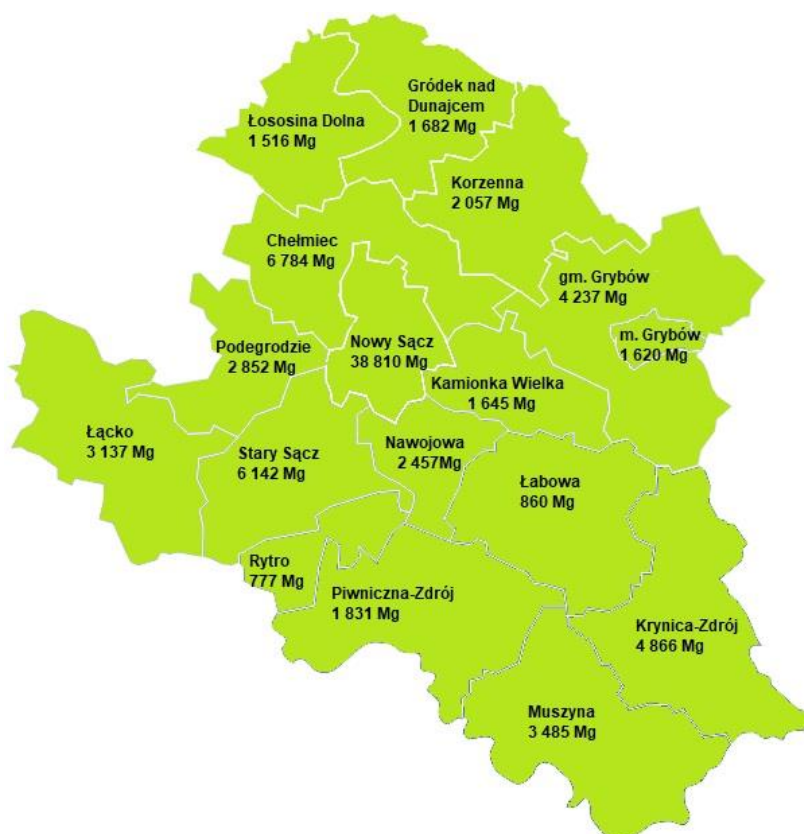 Gródek nad
Dunajcem
1 682 Mg
Łososina Dolna
1 516 Mg
Korzenna
2 057 Mg
Chełmiec
6 784 Mg
gm. Grybów
4 237 Mg
m. Grybów
1 620 Mg
Podegrodzie
2 852 Mg
Nowy Sącz
38 810 Mg
Kamionka Wielka
1 645 Mg
Łącko
3 137 Mg
Stary Sącz
6 142 Mg
Nawojowa
2 457Mg
Łabowa
860 Mg
Rytro
777 Mg
Piwniczna-Zdrój
1 831 Mg
Krynica-Zdrój
4 866 Mg
Muszyna
3 485 Mg